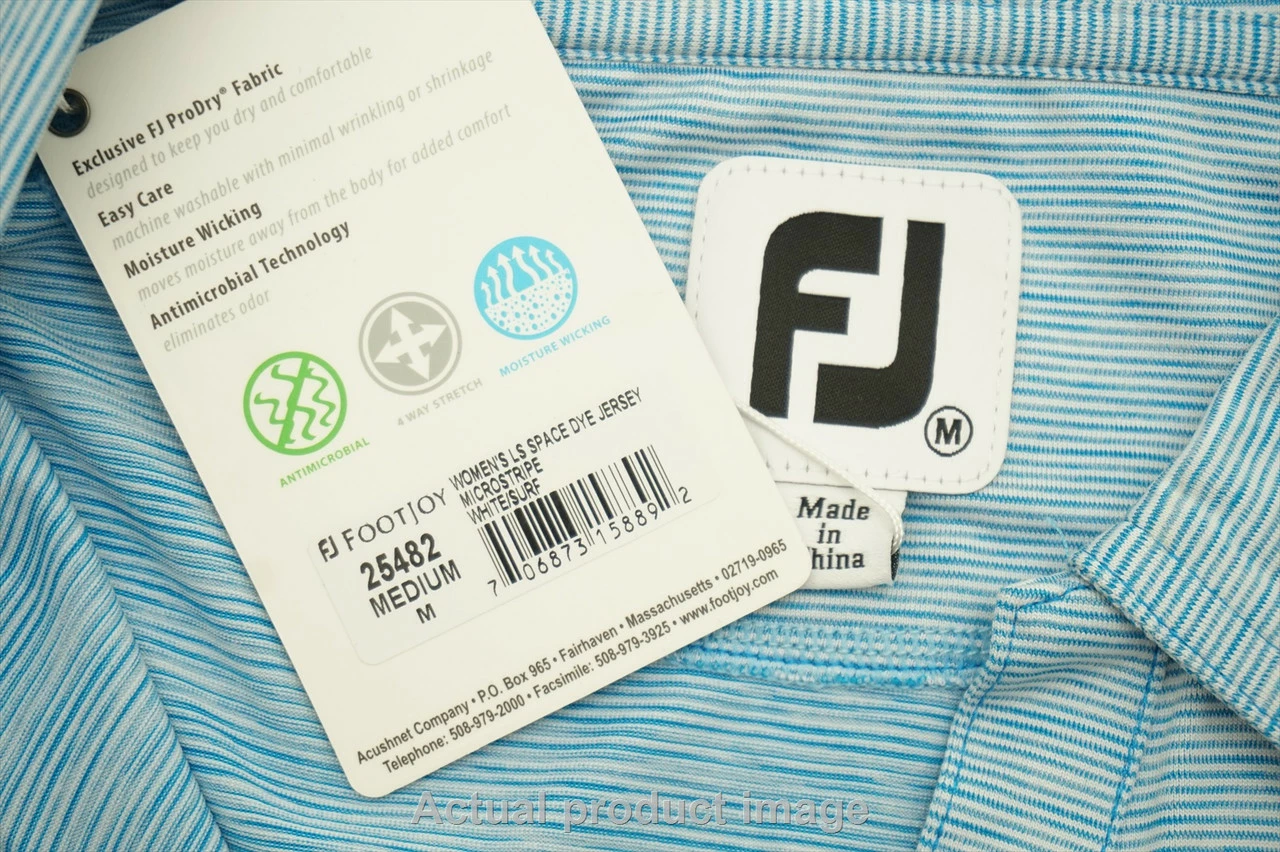 Exclusive FJ ProDry® Fabric
designed to keep you dry and comfortable
Easy Care
machine washable with minimal wrinkling or shrinkage
Moisture Wicking
moves moisture away from the body for added comfort
Antimicrobial Technology
eliminates odor
ANTIMICROBIAL
4 WAY STRETCH
MOISTURE WICKING
FJ FOOTJOY
25482
MEDIUM
M
WOMEN'S LS SPACE DYE JERSEY
MICROSTRIPE
WHITE/SURF
7 06873 15889 2
Acushnet Company • P.O. Box 965 • Fairhaven • Massachusetts • 02719-0965
Telephone: 508-979-2000 • Facsimile: 508-979-3925 • www.footjoy.com
FJ
M
Made
in
hina
Actual product image